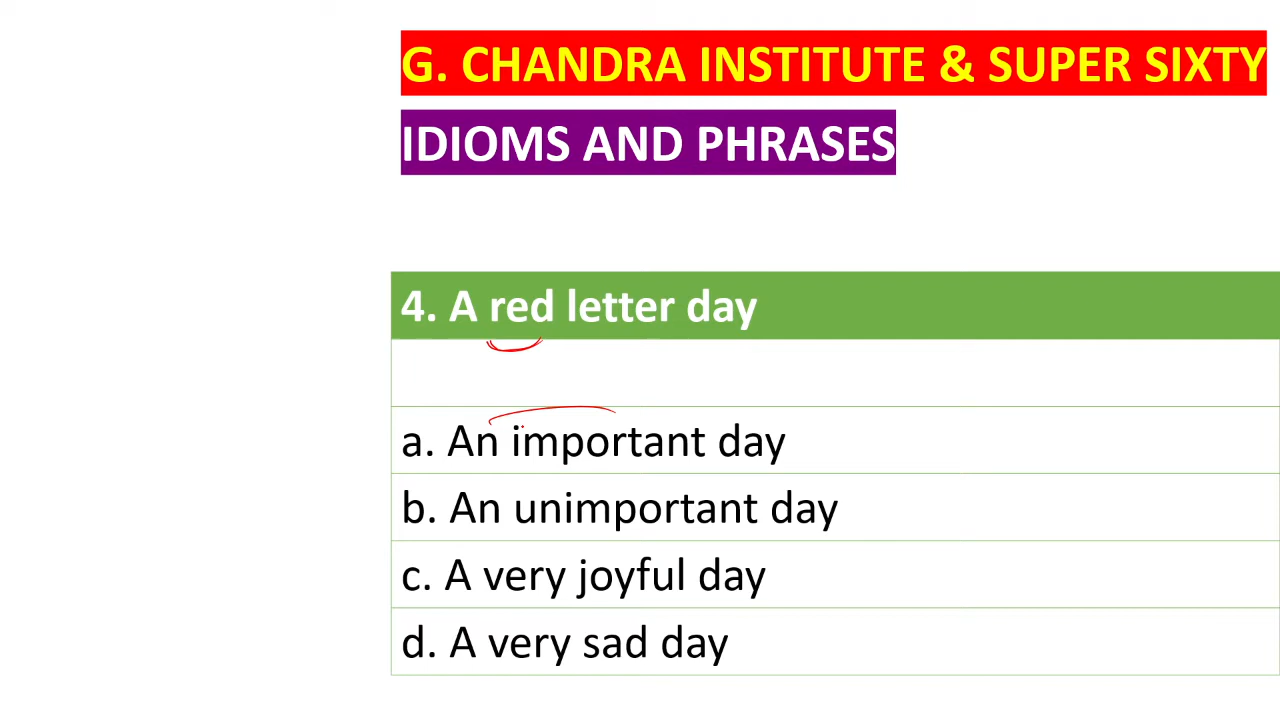 G. CHANDRA INSTITUTE & SUPER SIXTY
IDIOMS AND PHRASES
4. A red letter day
a. An important day
b. An unimportant day
c. A very joyful day
d. A very sad day